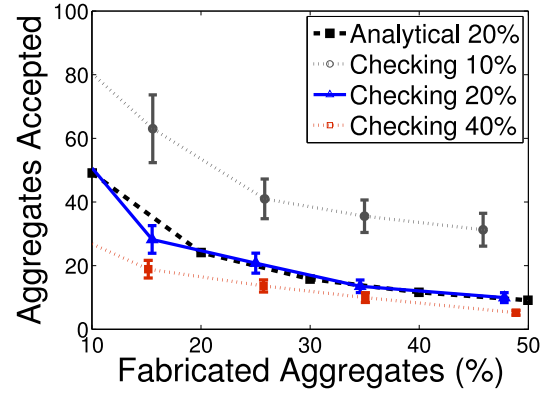 Aggregates Accepted
100
80
60
40
20
0
Analytical 20%
Checking 10%
Checking 20%
Checking 40%
10
20
30
40
50
Fabricated Aggregates (%)